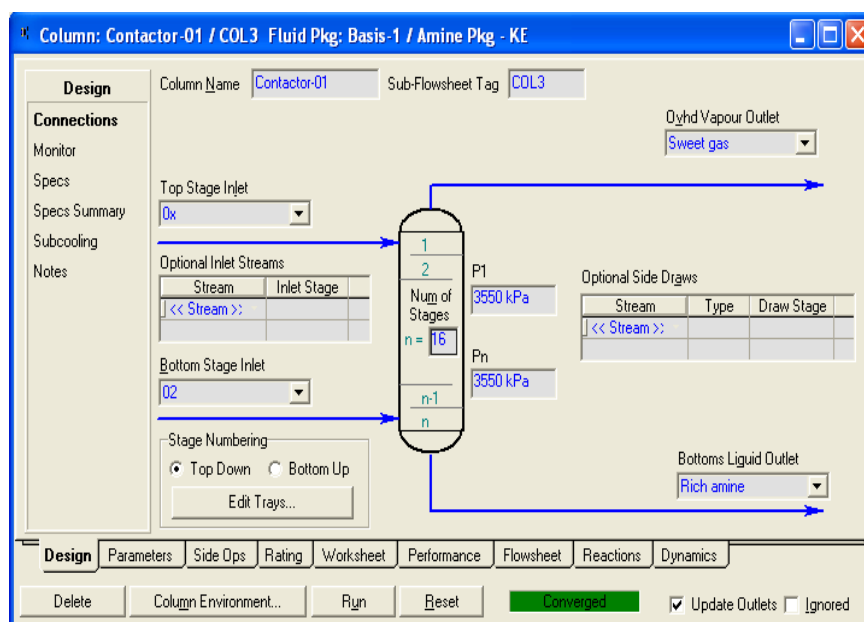 Column: Contactor-01 / COL3 Fluid Pkg: Basis-1 / Amine Pkg - KE
Design
Connections
Monitor
Specs
Specs Summary
Subcooling
Notes
Column Name Contactor-01 Sub-Flowsheet Tag COL3
Ovhd Vapour Outlet
Sweet gas
Top Stage Inlet
0x
Optional Inlet Streams
Stream Inlet Stage
<< Stream >>
Bottom Stage Inlet
02
Stage Numbering
Top Down Bottom Up
Edit Trays...
1
2
Num of
Stages
n = 16
n-1
n
P1
3550 kPa
Pn
3550 kPa
Optional Side Draws
Stream Type Draw Stage
<< Stream >>
Bottoms Liquid Outlet
Rich amine
Design Parameters Side Ops Rating Worksheet Performance Flowsheet Reactions Dynamics
Delete Column Environment... Run Reset Converged Update Outlets Ignored